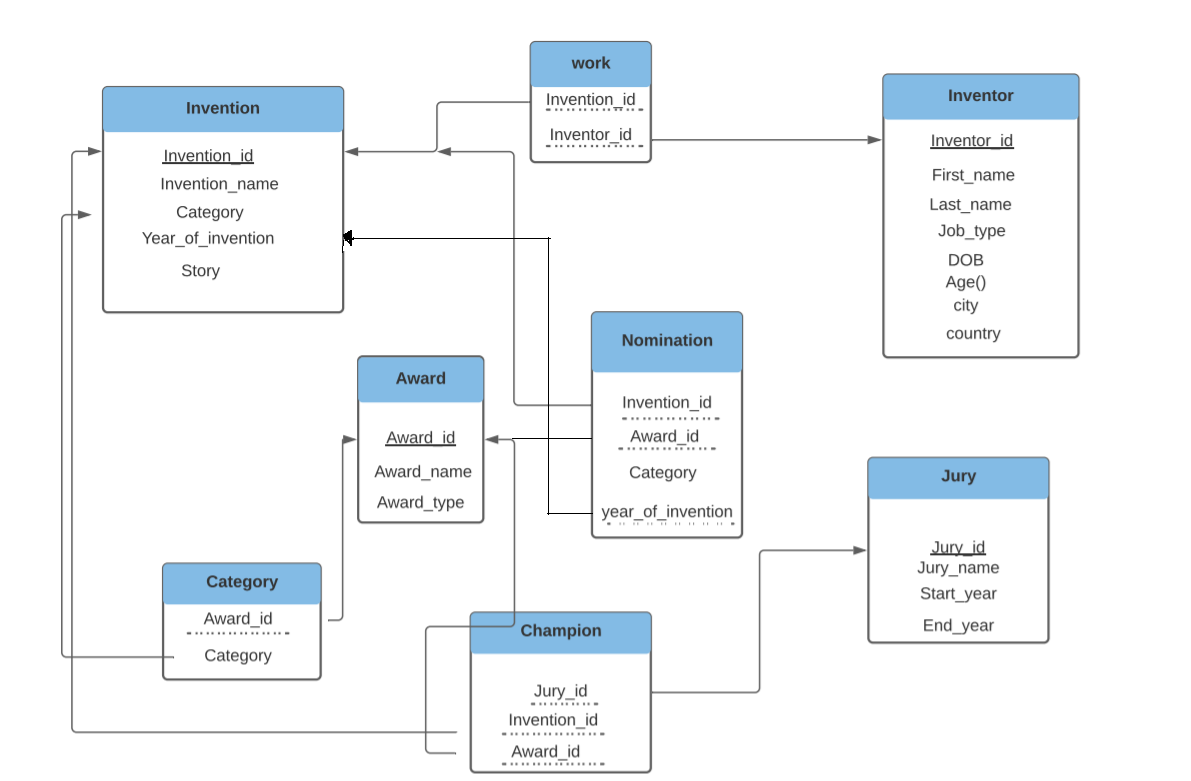 work
Invention_id
Inventor_id
Invention
Invention_id
Invention_name
Category
Year_of_invention
Story
Inventor
Inventor_id
First_name
Last_name
Job_type
DOB
Age()
city
country
Nomination
Invention_id
Award_id
Category
year_of_invention
Award
Award_id
Award_name
Award_type
Jury
Jury_id
Jury_name
Start_year
End_year
Category
Award_id
Category
Champion
Jury_id
Invention_id
Award_id